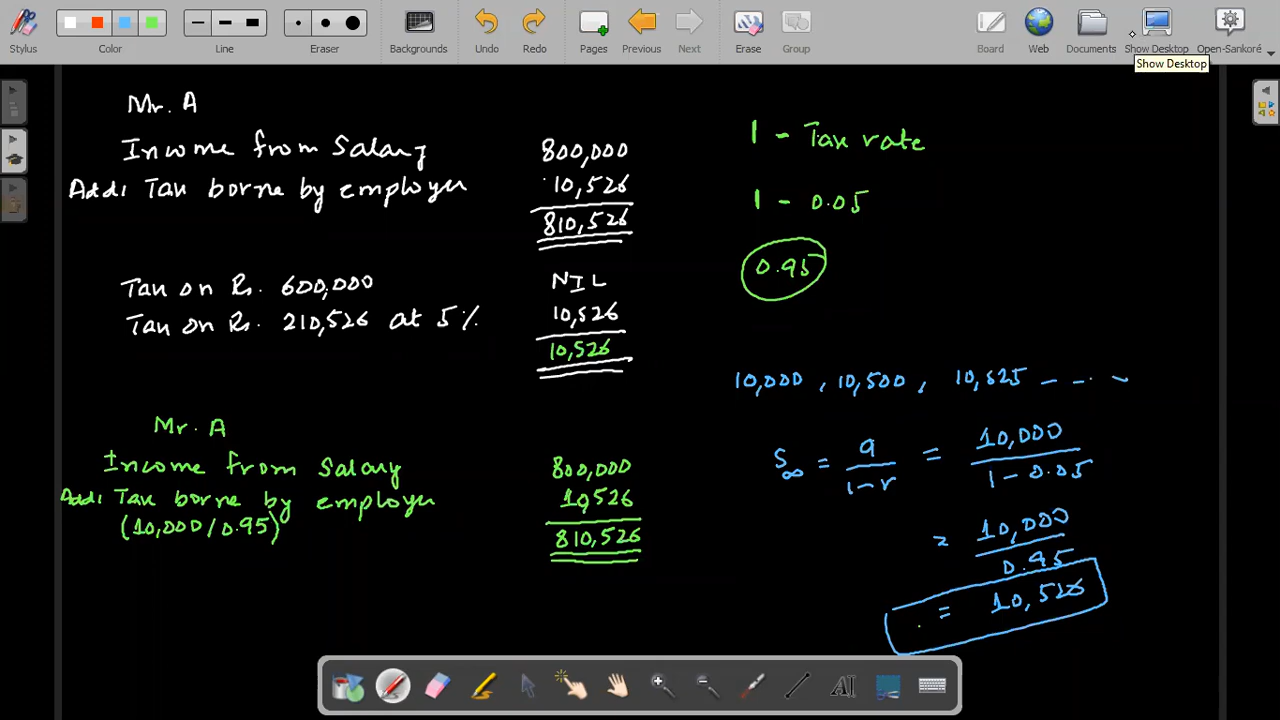 Stylus Color Line Eraser Backgrounds Undo Redo Pages Previous Next Erase Group Board Web Documents Show Desktop Open-Sankoré
Show Desktop
Mr. A
Income from Salary 800,000
Add: Tax borne by employer 10,526
810,526
Tax on Rs. 600,000 NIL
Tax on Rs. 210,526 at 5% 10,526
10,526
Mr. A
Income from Salary 800,000
Add: Tax borne by employer 10,526
(10,000/0.95)
810,526
1 - Tax rate
1 - 0.05
0.95
10,000 , 10,500 , 10,525 - - - ~
S∞ = a / 1-r = 10,000 / 1-0.05
= 10,000 / 0.95
= 10,526
AI